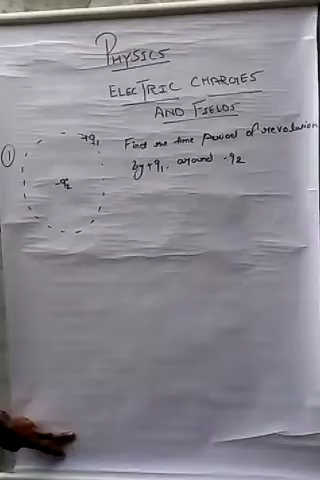 PHYSICS
ELECTRIC CHARGES
AND FIELDS
① +q₁ Find the time period of revolution
-q₂ by +q₁. around -q₂